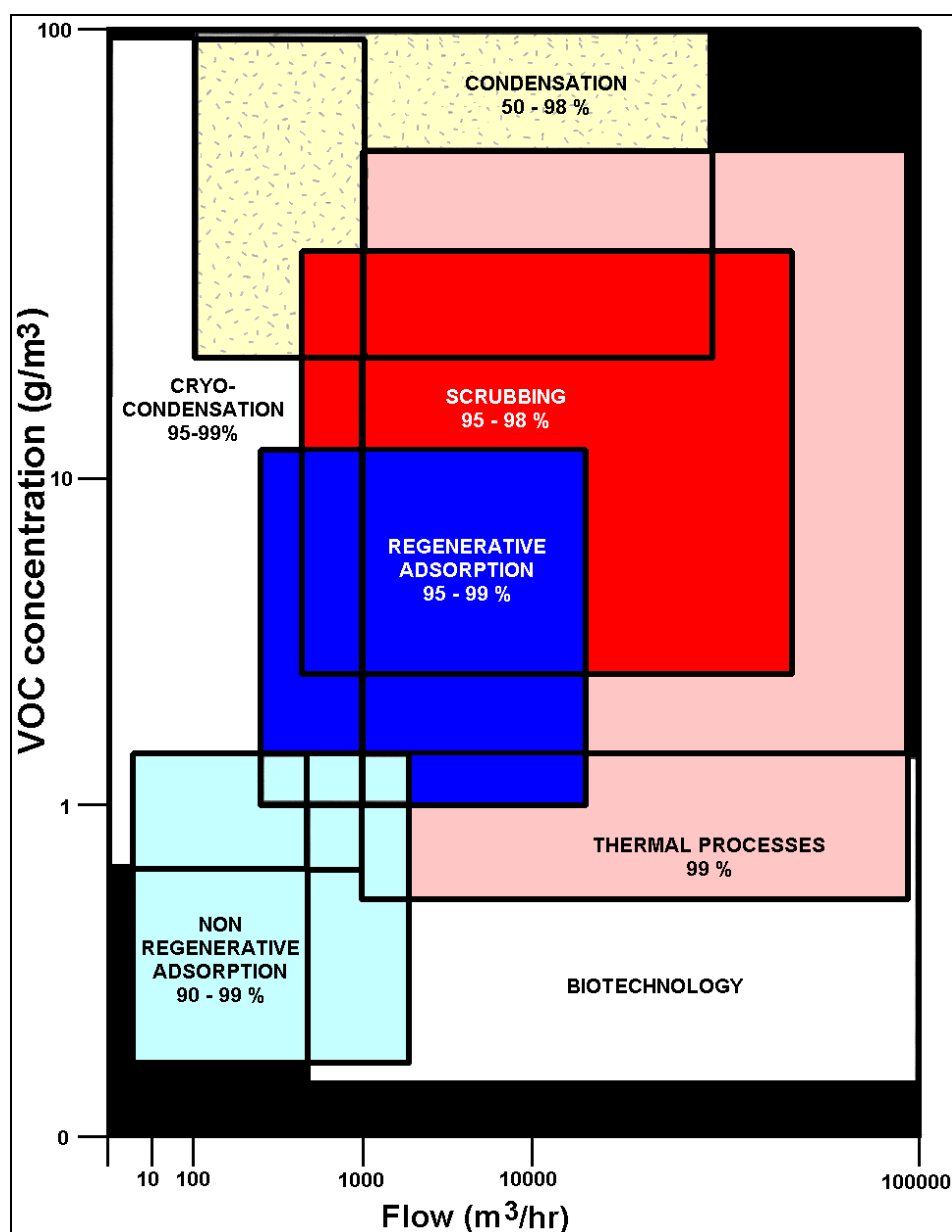 100
CONDENSATION
50 - 98 %
VOC concentration (g/m³)
CRYO-
CONDENSATION
95-99%
SCRUBBING
95 - 98 %
10
REGENERATIVE
ADSORPTION
95 - 99 %
1
THERMAL PROCESSES
99 %
NON
REGENERATIVE
ADSORPTION
90 - 99 %
BIOTECHNOLOGY
0
10 100 1000 10000 100000
Flow (m³/hr)